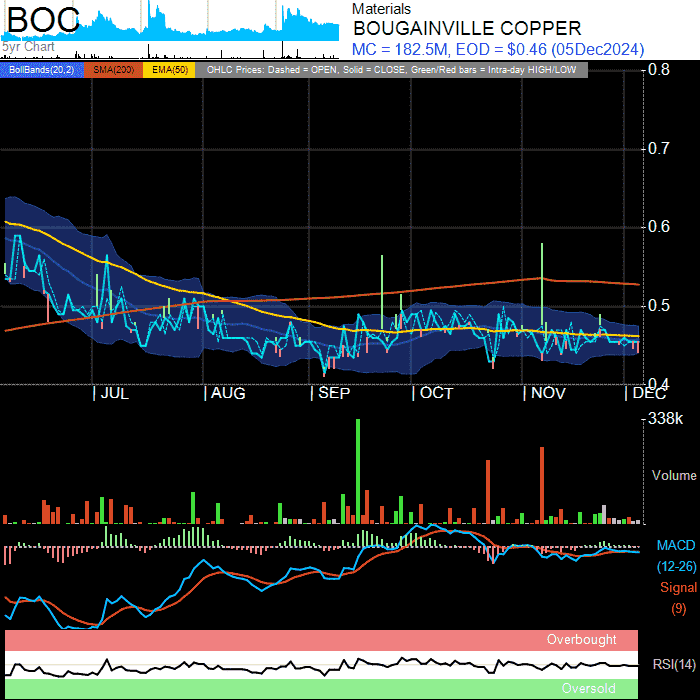 BOC
5yr Chart
Materials
BOUGAINVILLE COPPER
MC = 182.5M, EOD = $0.46 (05Dec2024)
BollBands(20,2) SMA(200) EMA(50) OHLC Prices: Dashed = OPEN, Solid = CLOSE, Green/Red bars = Intra-day HIGH/LOW
0.8
0.7
0.6
0.5
0.4
JUL AUG SEP OCT NOV DEC
338k
Volume
MACD
(12-26)
Signal
(9)
Overbought
RSI(14)
Oversold